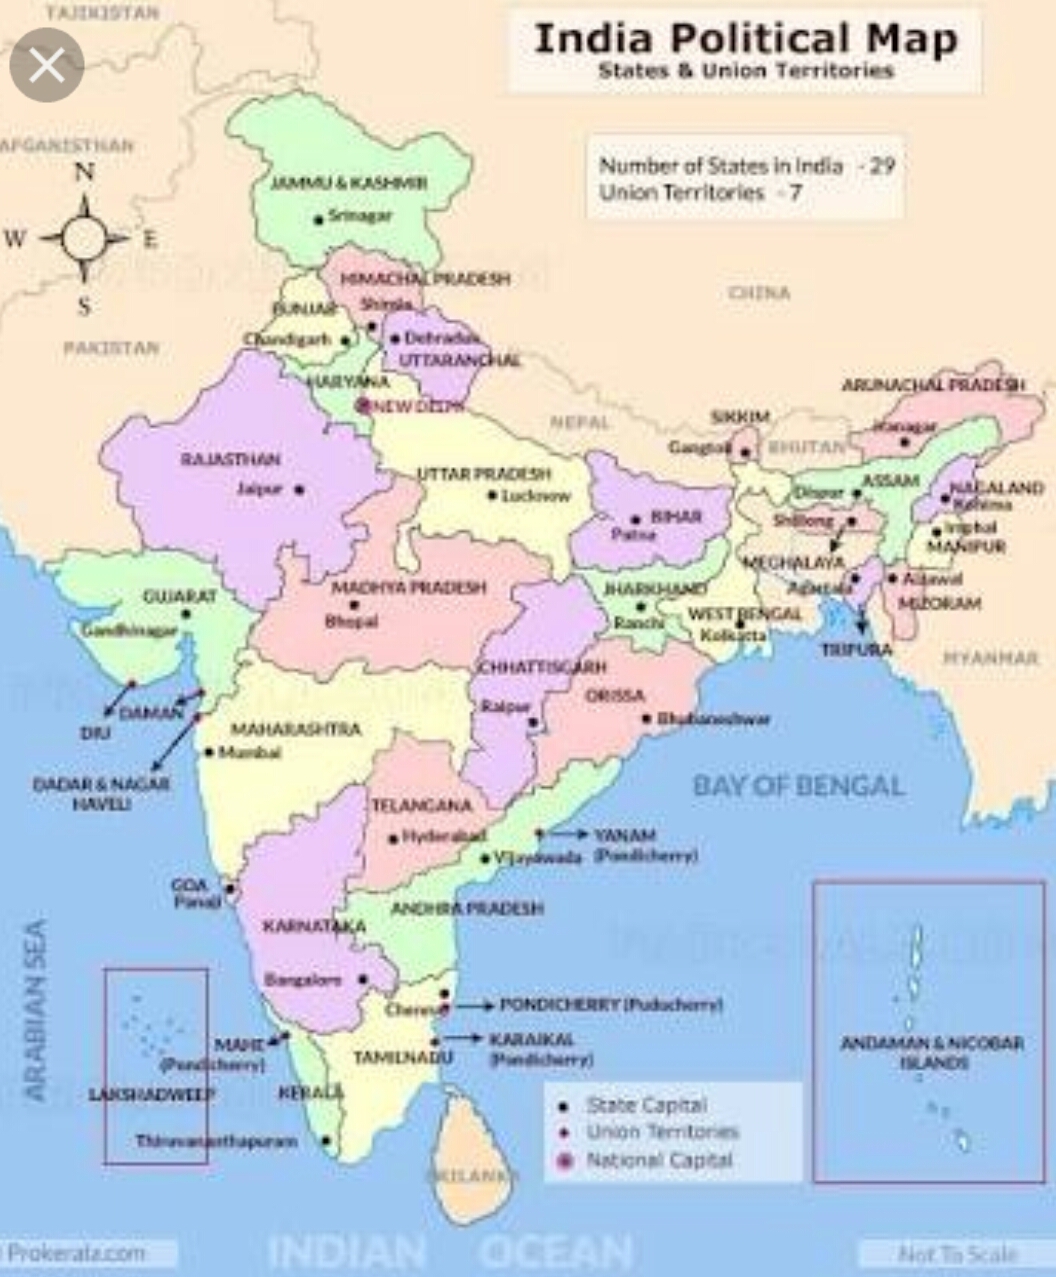 TAJIKISTAN
India Political Map
States & Union Territories
AFGANISTHAN
Number of States in India - 29
Union Territories - 7
N
W
E
S
JAMMU & KASHMIR
Srinagar
HIMACHAL PRADESH
CHINA
PUNJAB
Shimla
PAKISTAN
Chandigarh
Dehradun
UTTARANCHAL
HARYANA
NEW DELHI
ARUNACHAL PRADESH
SIKKIM
NEPAL
Itanagar
Gangtok
BHUTAN
RAJASTHAN
Jaipur
UTTAR PRADESH
Lucknow
ASSAM
Dispur
NAGALAND
Kohima
BIHAR
Patna
Shillong
Imphal
MANIPUR
MEGHALAYA
Agartala
Aijawal
MIZORAM
GUJARAT
Gandhinagar
MADHYA PRADESH
Bhopal
JHARKHAND
Ranchi
WEST BENGAL
Kolkatta
TRIPURA
MYANMAR
CHHATTISGARH
Raipur
ORISSA
Bhubaneshwar
DAMAN
DIU
MAHARASHTRA
Mumbai
DADAR & NAGAR
HAVELI
BAY OF BENGAL
TELANGANA
Hyderabad
YANAM
(Pondicherry)
Vijayawada
GOA
Panaji
ANDHRA PRADESH
KARNATAKA
Bangalore
ARABIAN SEA
Chennai
PONDICHERRY (Puducherry)
MAHE
(Pondicherry)
KARAIKAL
(Pondicherry)
TAMILNADU
ANDAMAN & NICOBAR
ISLANDS
LAKSHADWEEP
KERALA
Thiruvananthapuram
State Capital
Union Territories
National Capital
SRILANKA
INDIAN OCEAN
Prokerala.com
Not To Scale